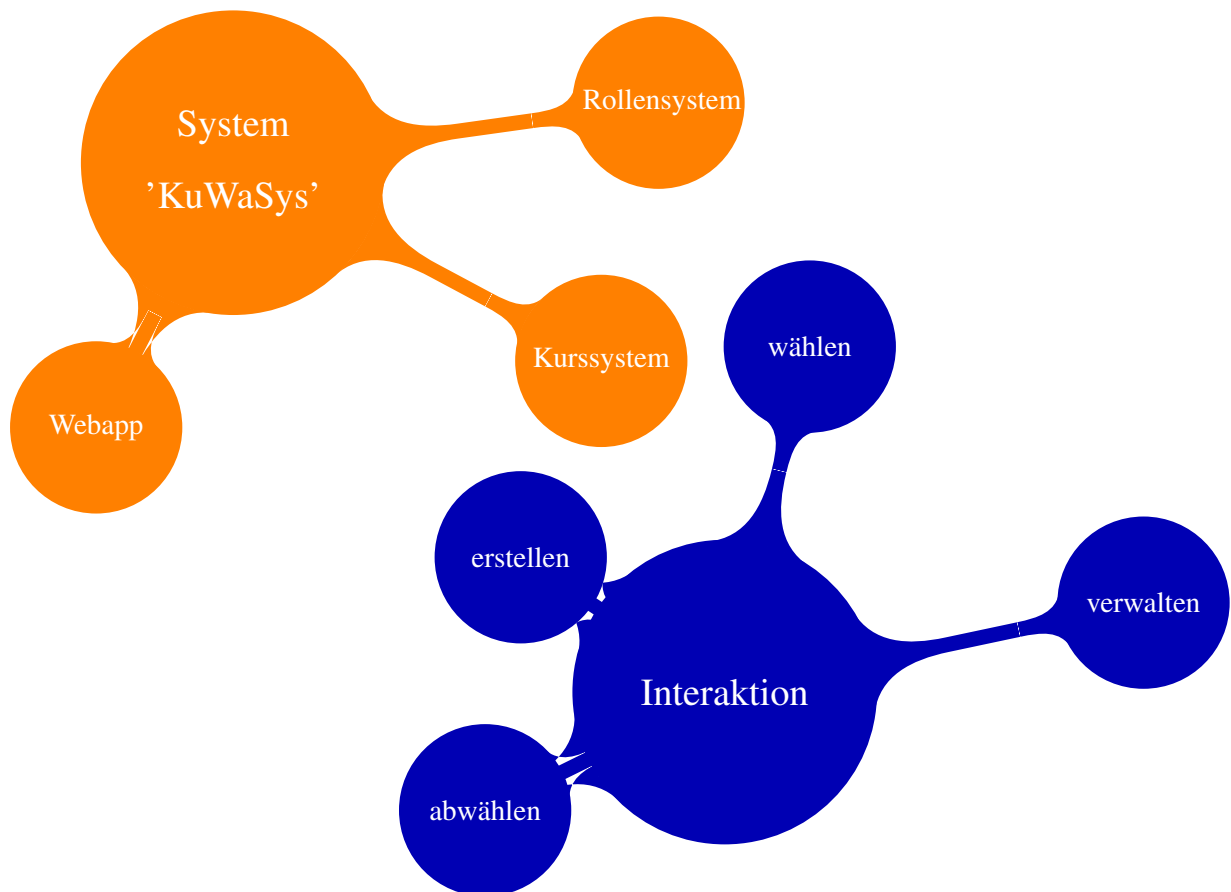 System
’KuWaSys’
Rollensystem
Kurssystem
Webapp
wählen
erstellen
verwalten
Interaktion
abwählen